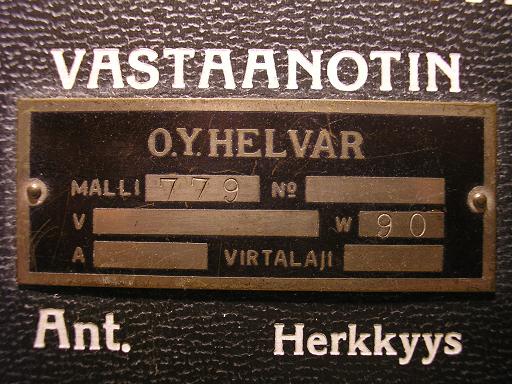 VASTAANOTIN
O.Y. HELVAR
MALLI 779 No
V W 90
A VIRTALAJI
Ant. Herkkyys